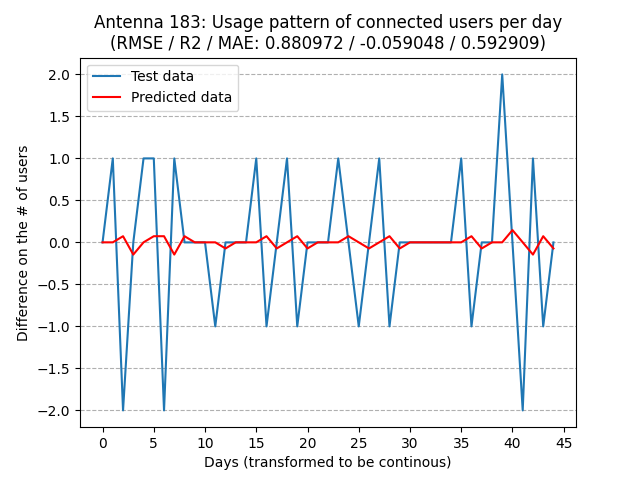 Antenna 183: Usage pattern of connected users per day
(RMSE / R2 / MAE: 0.880972 / -0.059048 / 0.592909)
Test data
Predicted data
2.0
1.5
1.0
0.5
0.0
−0.5
−1.0
−1.5
−2.0
Difference on the # of users
0 5 10 15 20 25 30 35 40 45
Days (transformed to be continous)